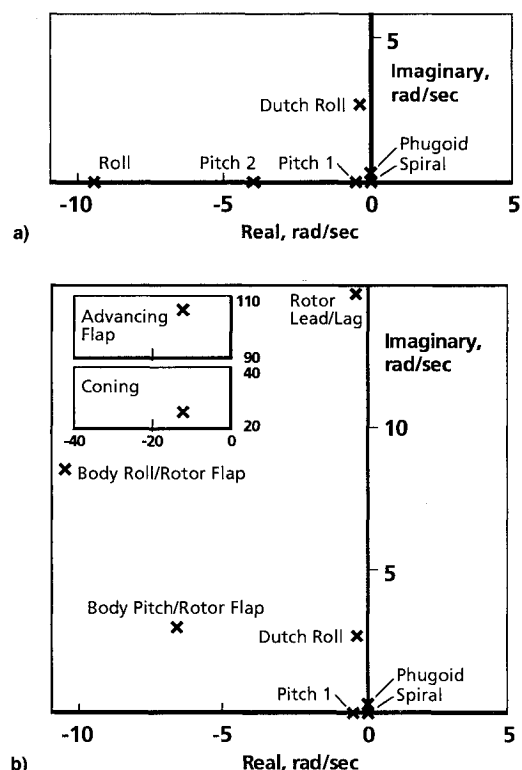 5
Imaginary,
rad/sec
Dutch Roll
Phugoid
Roll
Pitch 2
Pitch 1
Spiral
-10
-5
0
5
a)
Real, rad/sec
110
Advancing
Flap
90
Rotor
Lead/Lag
Imaginary,
rad/sec
40
Coning
20
-40
-20
0
10
Body Roll/Rotor Flap
5
Body Pitch/Rotor Flap
Dutch Roll
Phugoid
Pitch 1
Spiral
-10
-5
0
5
b)
Real, rad/sec